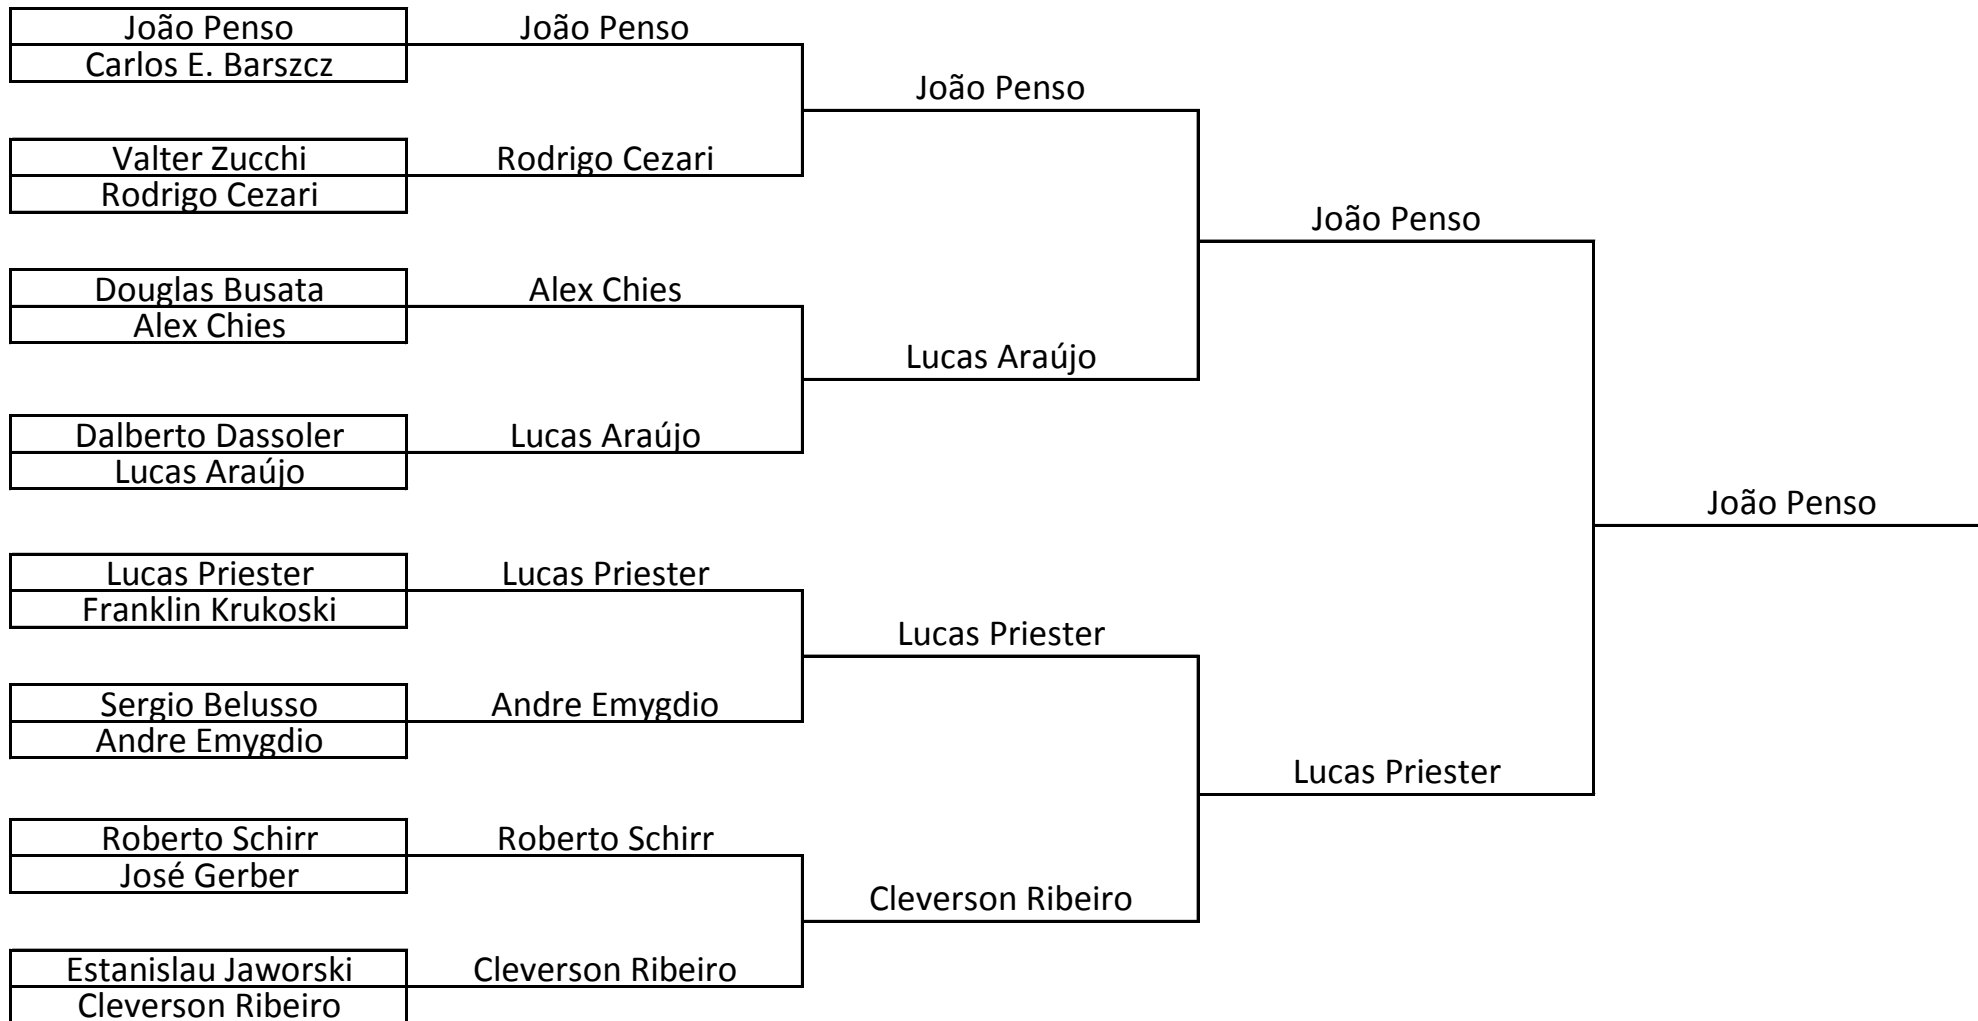 João Penso
Carlos E. Barszcz
Valter Zucchi
Rodrigo Cezari
Douglas Busata
Alex Chies
Dalberto Dassoler
Lucas Araújo
Lucas Priester
Franklin Krukoski
Sergio Belusso
Andre Emygdio
Roberto Schirr
José Gerber
Estanislau Jaworski
Cleverson Ribeiro
João Penso
Rodrigo Cezari
Alex Chies
Lucas Araújo
Lucas Priester
Andre Emygdio
Roberto Schirr
Cleverson Ribeiro
João Penso
Lucas Araújo
Lucas Priester
Cleverson Ribeiro
João Penso
Lucas Priester
João Penso